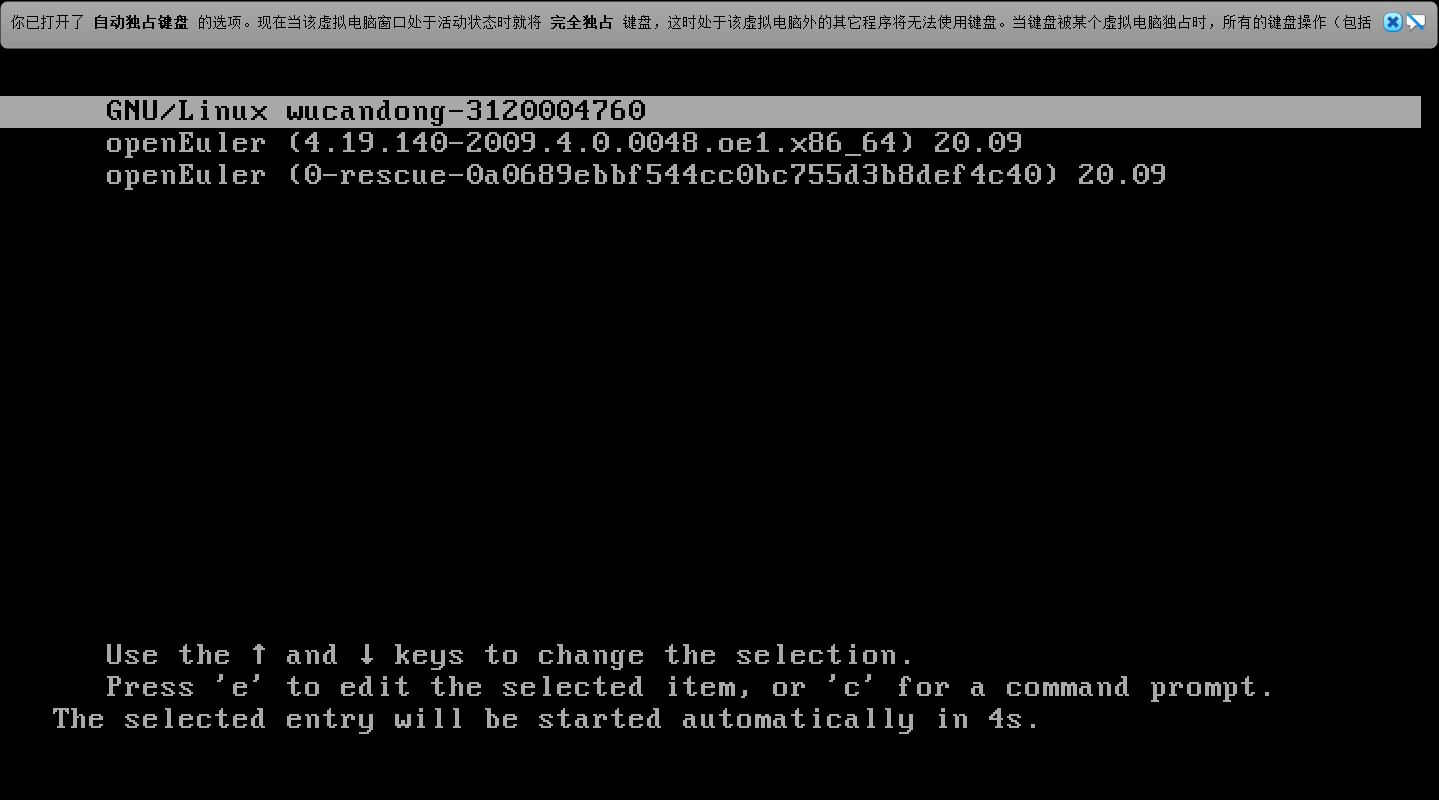 你已打开了 自动独占键盘 的选项。现在当该虚拟电脑窗口处于活动状态时就将 完全独占 键盘，这时处于该虚拟电脑外的其它程序将无法使用键盘。当键盘被某个虚拟电脑独占时，所有的键盘操作（包括
GNU/Linux wucandong-3120004760
openEuler (4.19.140-2009.4.0.0048.oe1.x86_64) 20.09
openEuler (0-rescue-0a0689ebbf544cc0bc755d3b8def4c40) 20.09
Use the ↑ and ↓ keys to change the selection.
Press 'e' to edit the selected item, or 'c' for a command prompt.
The selected entry will be started automatically in 4s.